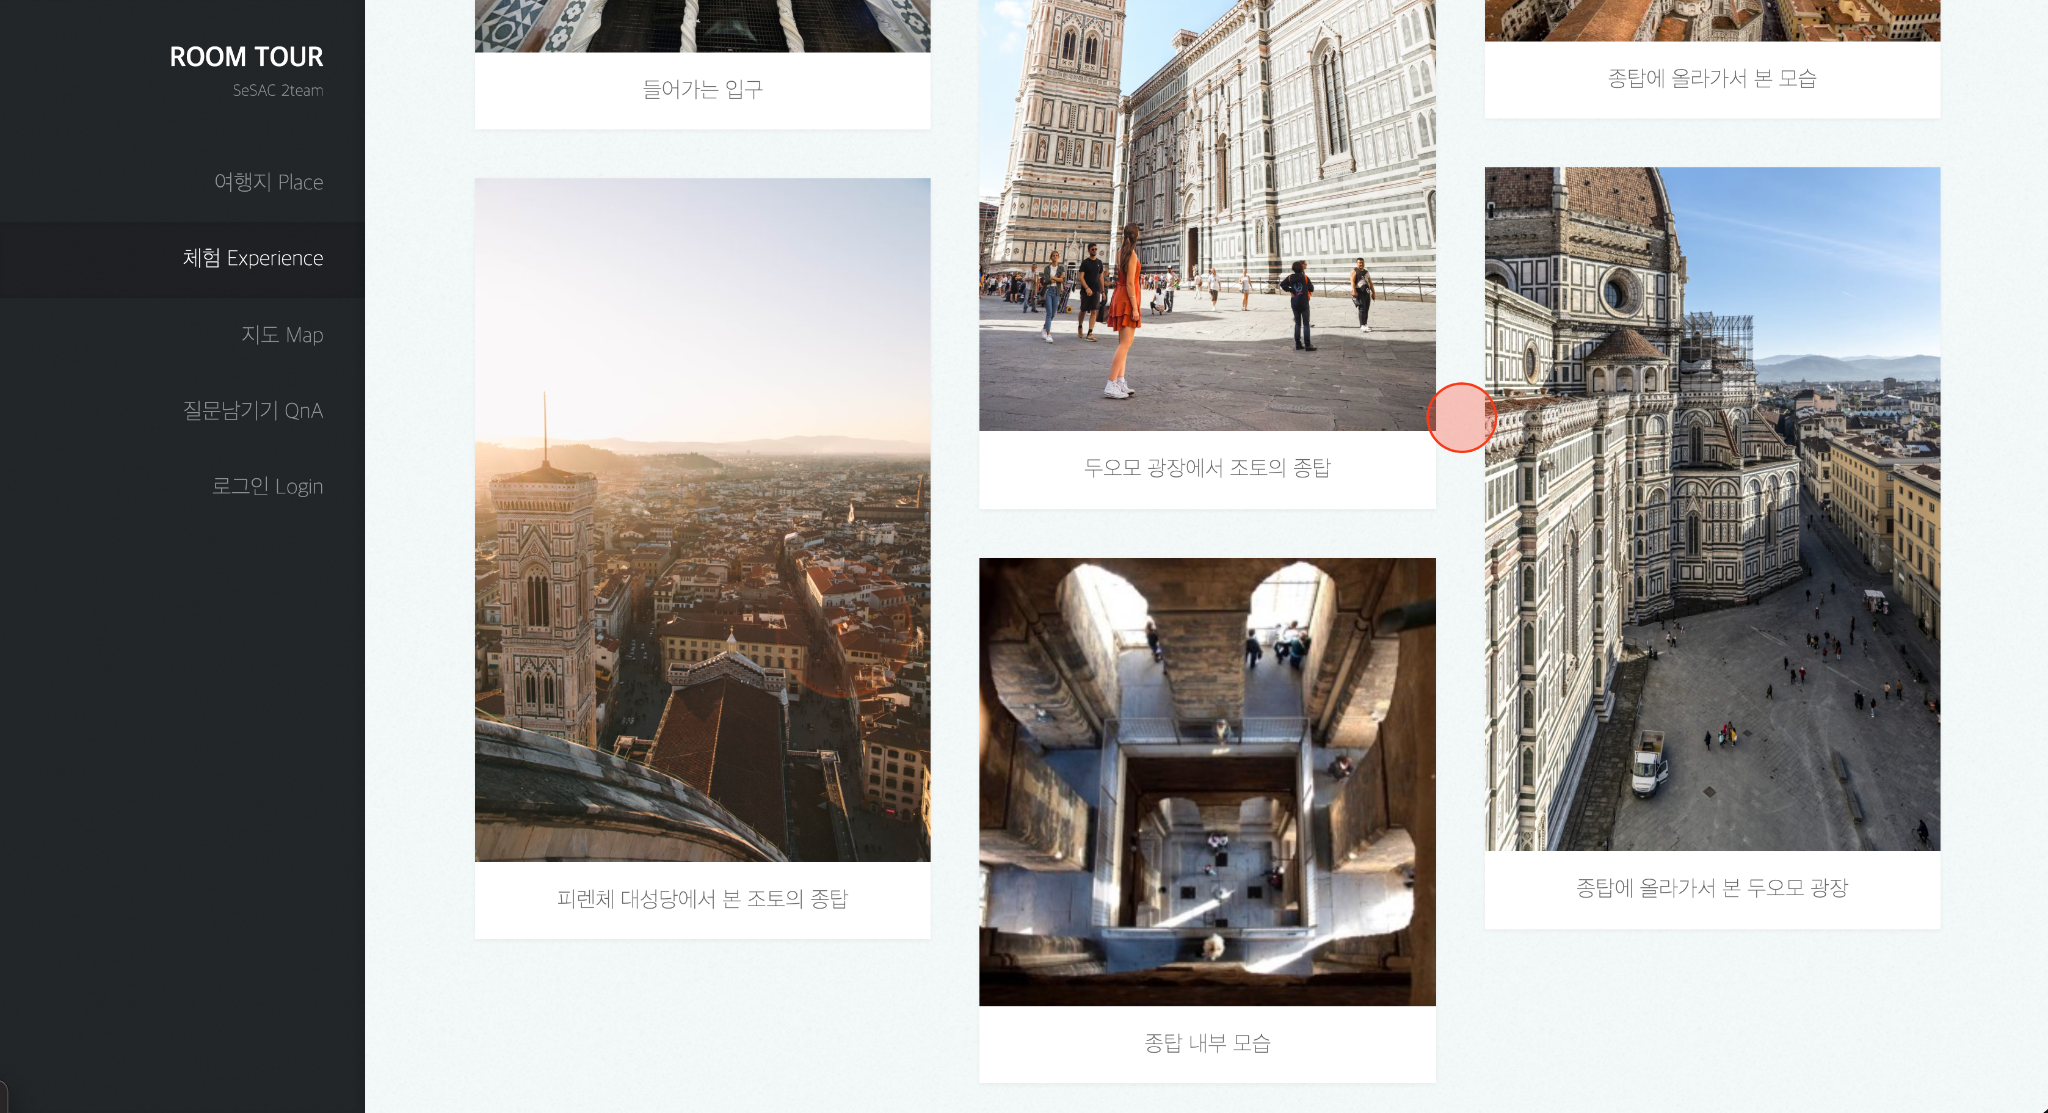 ROOM TOUR
SeSAC 2team
여행지 Place
체험 Experience
지도 Map
질문남기기 QnA
로그인 Login
들어가는 입구
피렌체 대성당에서 본 조토의 종탑
두오모 광장에서 조토의 종탑
종탑 내부 모습
종탑에 올라가서 본 모습
종탑에 올라가서 본 두오모 광장